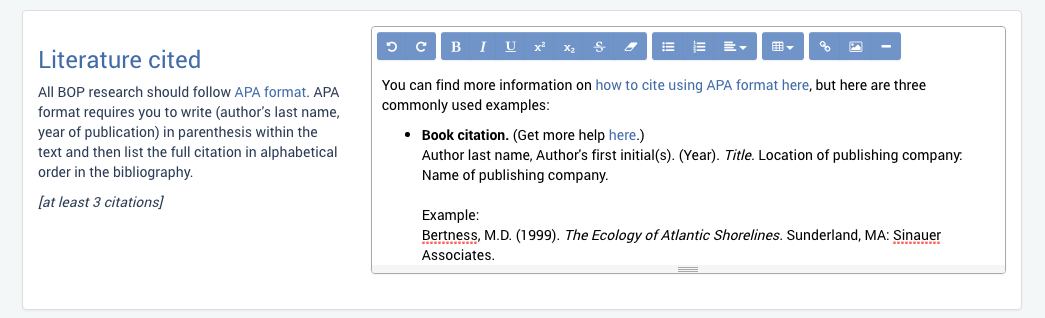 Literature cited
All BOP research should follow APA format. APA
format requires you to write (author's last name,
year of publication) in parenthesis within the
text and then list the full citation in alphabetical
order in the bibliography.
[at least 3 citations]
B I U x² x₂ S
You can find more information on how to cite using APA format here, but here are three
commonly used examples:
• Book citation. (Get more help here.)
Author last name, Author's first initial(s). (Year). Title. Location of publishing company:
Name of publishing company.
Example:
Bertness, M.D. (1999). The Ecology of Atlantic Shorelines. Sunderland, MA: Sinauer
Associates.